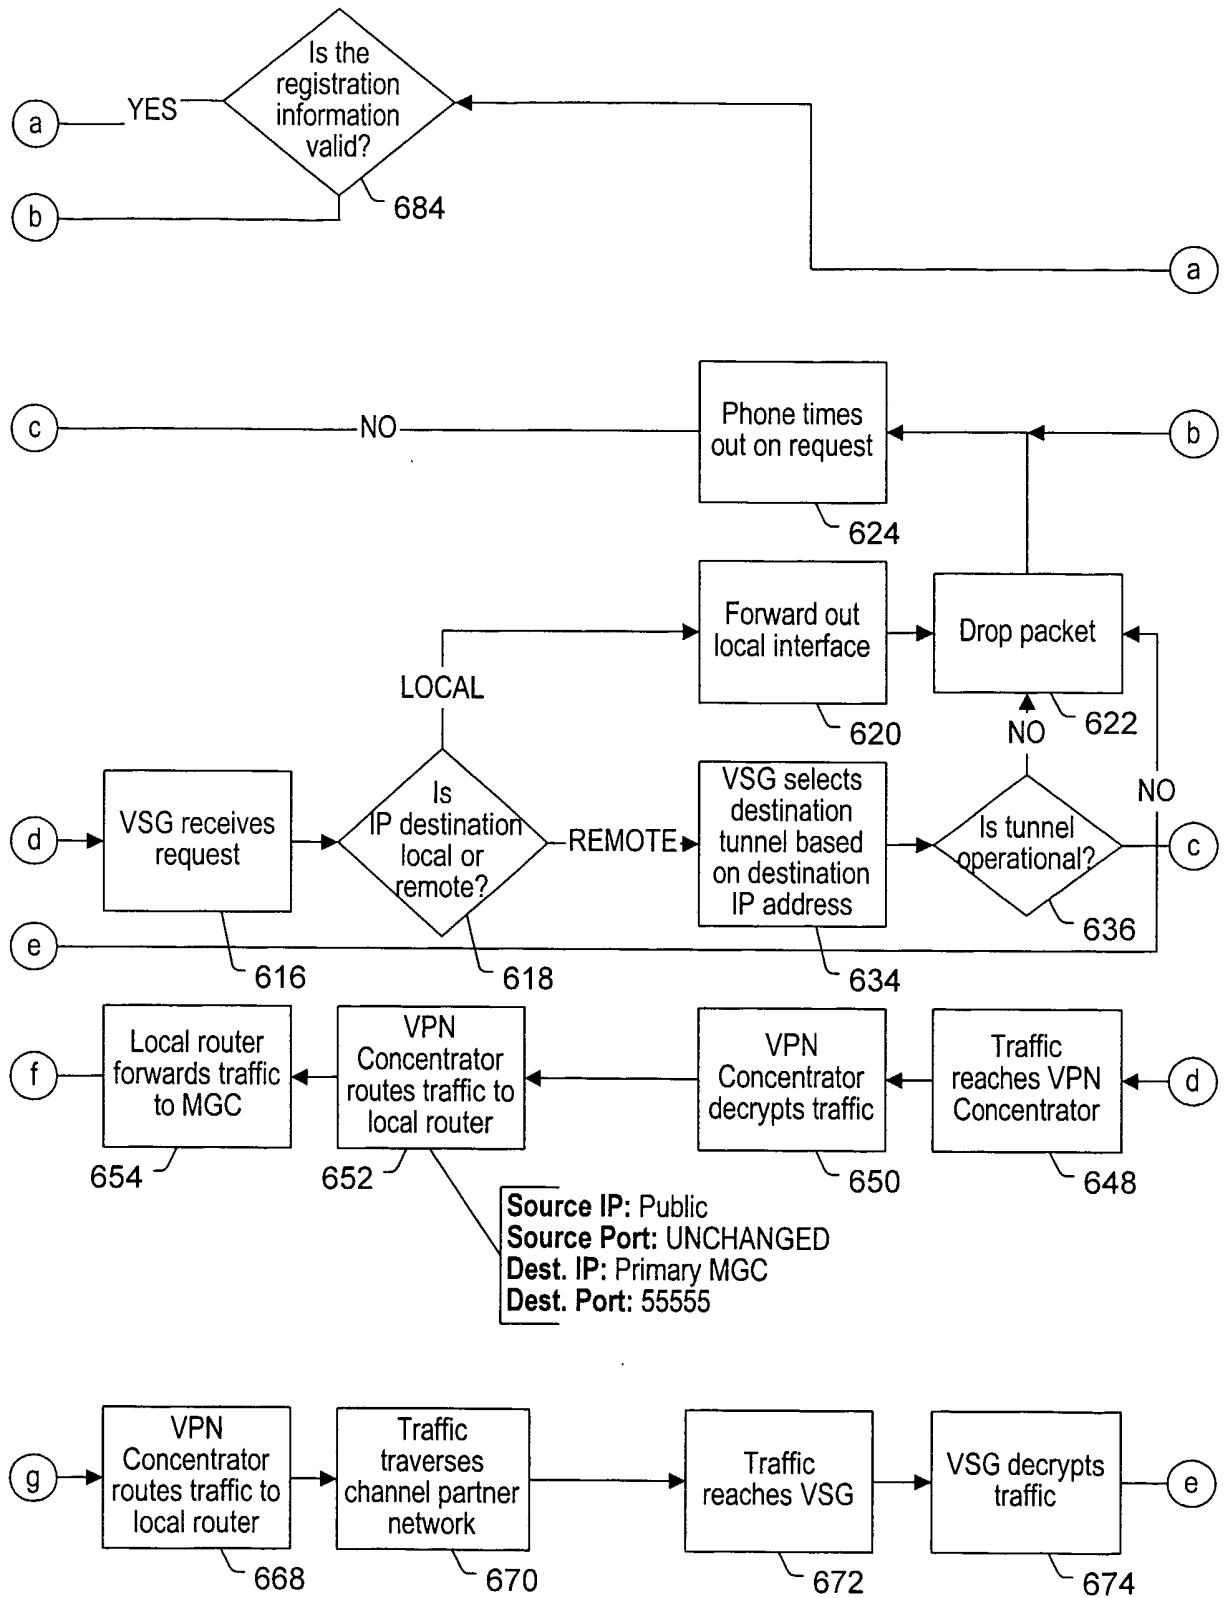 Is the
registration
information
valid?
YES
a
684
b
a
c
NO
Phone times
out on request
b
624
Forward out
local interface
Drop packet
LOCAL
620
622
NO
NO
d
VSG receives
request
Is
IP destination
local or
remote?
REMOTE
VSG selects
destination
tunnel based
on destination
IP address
Is tunnel
operational?
c
636
e
616
618
634
f
Local router
forwards traffic
to MGC
VPN
Concentrator
routes traffic to
local router
VPN
Concentrator
decrypts traffic
Traffic
reaches VPN
Concentrator
d
654
652
650
648
Source IP: Public
Source Port: UNCHANGED
Dest. IP: Primary MGC
Dest. Port: 55555
g
VPN
Concentrator
routes traffic to
local router
Traffic
traverses
channel partner
network
Traffic
reaches VSG
VSG decrypts
traffic
e
668
670
672
674